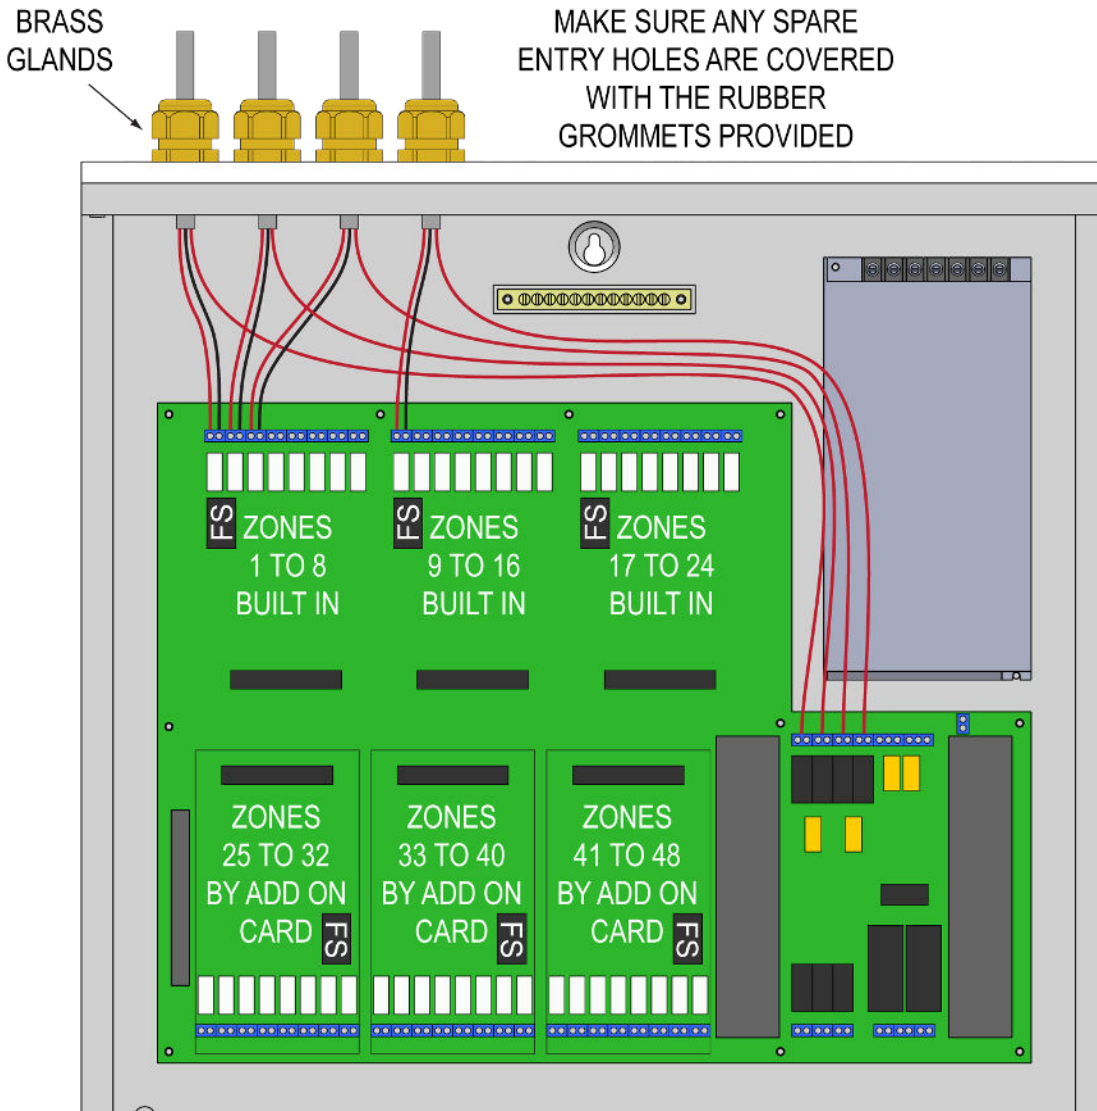 BRASS
GLANDS
MAKE SURE ANY SPARE
ENTRY HOLES ARE COVERED
WITH THE RUBBER
GROMMETS PROVIDED
FS
ZONES
1 TO 8
BUILT IN
FS
ZONES
9 TO 16
BUILT IN
FS
ZONES
17 TO 24
BUILT IN
ZONES
25 TO 32
BY ADD ON
CARD
FS
ZONES
33 TO 40
BY ADD ON
CARD
FS
ZONES
41 TO 48
BY ADD ON
CARD
FS